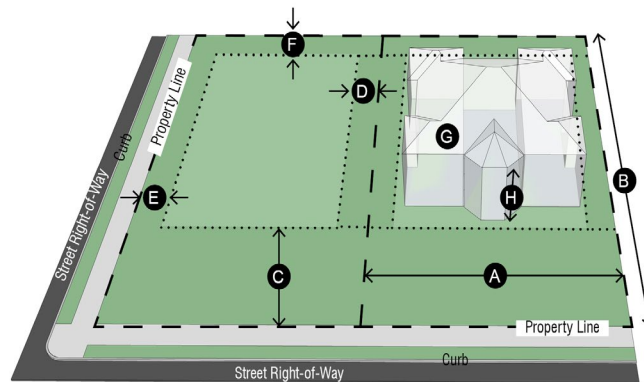 F
D
G
B
H
E
C
A
Property Line
Curb
Street Right-of-Way
Property Line
Curb
Street Right-of-Way